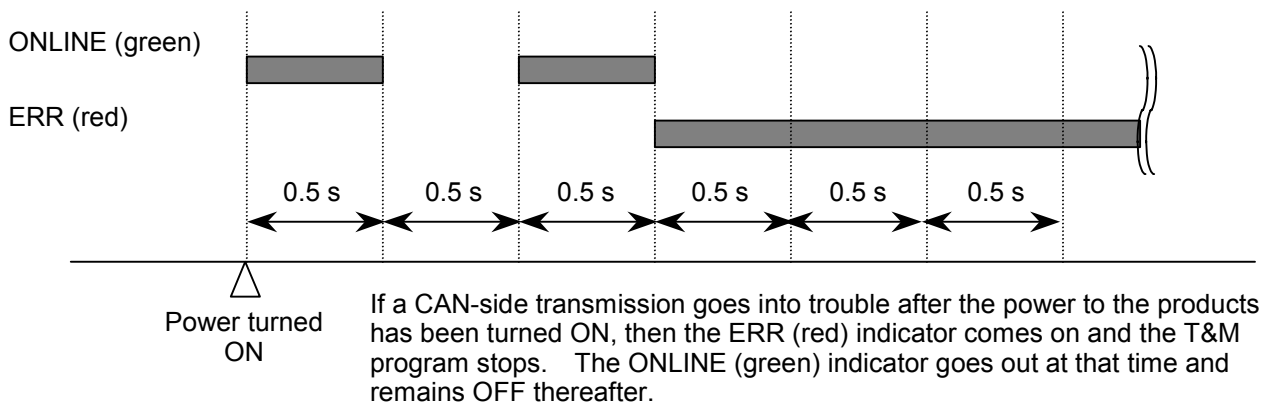 ONLINE (green)
ERR (red)
0.5 s 0.5 s 0.5 s 0.5 s 0.5 s 0.5 s
Power turned
ON
If a CAN-side transmission goes into trouble after the power to the products
has been turned ON, then the ERR (red) indicator comes on and the T&M
program stops. The ONLINE (green) indicator goes out at that time and
remains OFF thereafter.